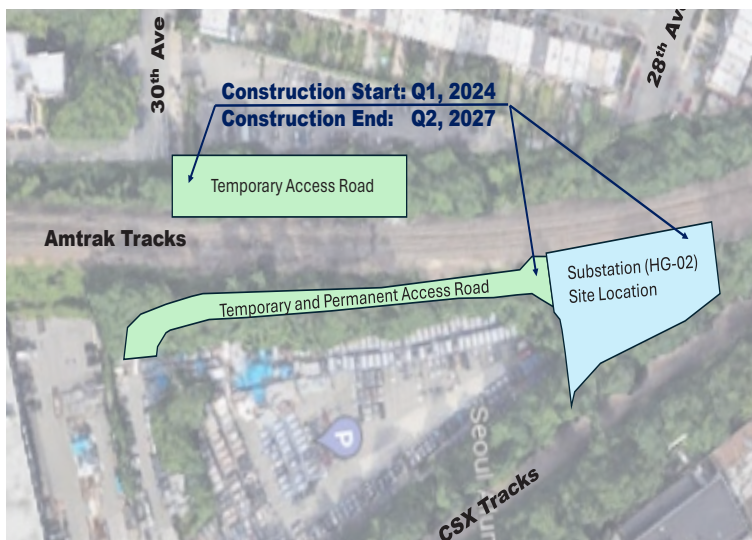 30th Ave
28th Ave
Construction Start: Q1, 2024
Construction End: Q2, 2027
Temporary Access Road
Amtrak Tracks
Substation (HG-02)
Site Location
Temporary and Permanent Access Road
P
Seoul
CSX Tracks